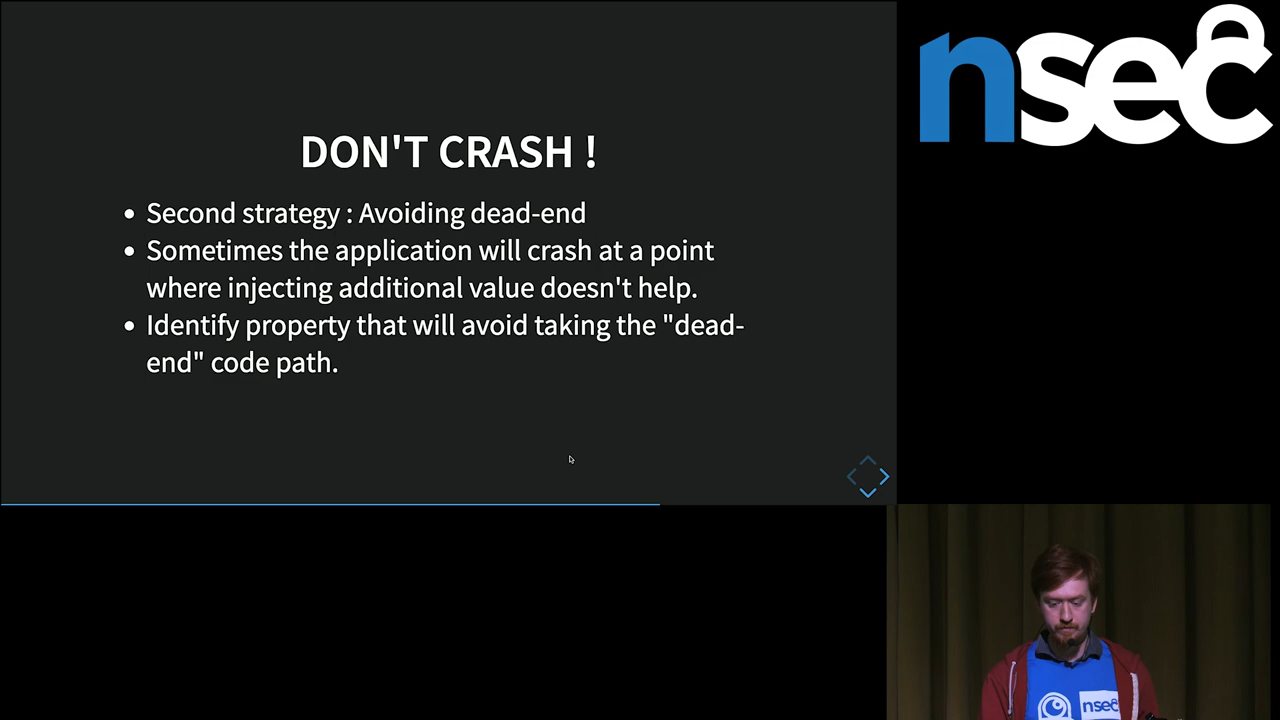 nsec
DON'T CRASH !
• Second strategy : Avoiding dead-end
• Sometimes the application will crash at a point
where injecting additional value doesn't help.
• Identify property that will avoid taking the "dead-
end" code path.
nsec